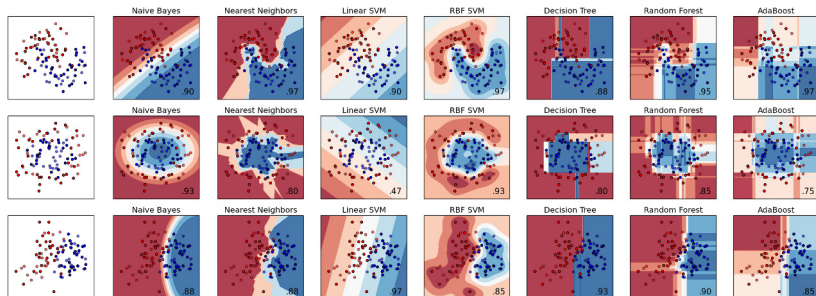 Naive Bayes Nearest Neighbors Linear SVM RBF SVM Decision Tree Random Forest AdaBoost
.90 .97 .90 .97 .88 .95 .97
Naive Bayes Nearest Neighbors Linear SVM RBF SVM Decision Tree Random Forest AdaBoost
.93 .80 .47 .93 .80 .85 .75
Naive Bayes Nearest Neighbors Linear SVM RBF SVM Decision Tree Random Forest AdaBoost
.88 .88 .97 .85 .93 .90 .85